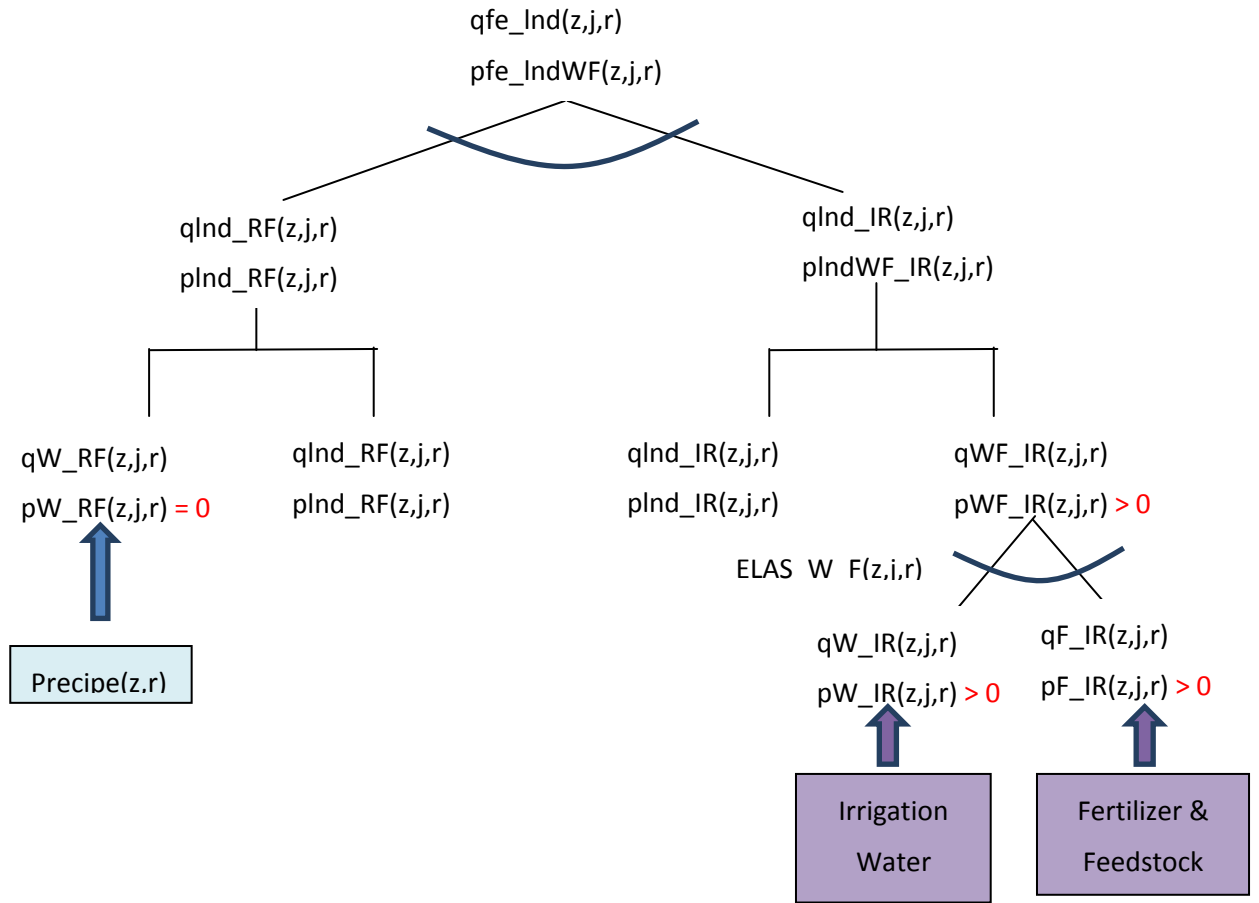 qfe_lnd(z,j,r)
pfe_lndWF(z,j,r)
qlnd_RF(z,j,r)
plnd_RF(z,j,r)
qlnd_IR(z,j,r)
plndWF_IR(z,j,r)
qW_RF(z,j,r)
pW_RF(z,j,r) = 0
qlnd_RF(z,j,r)
plnd_RF(z,j,r)
qlnd_IR(z,j,r)
plnd_IR(z,j,r)
qWF_IR(z,j,r)
pWF_IR(z,j,r) > 0
ELAS W F(z,j,r)
qW_IR(z,j,r)
pW_IR(z,j,r) > 0
qF_IR(z,j,r)
pF_IR(z,j,r) > 0
Precipe(z,r)
Irrigation
Water
Fertilizer &
Feedstock